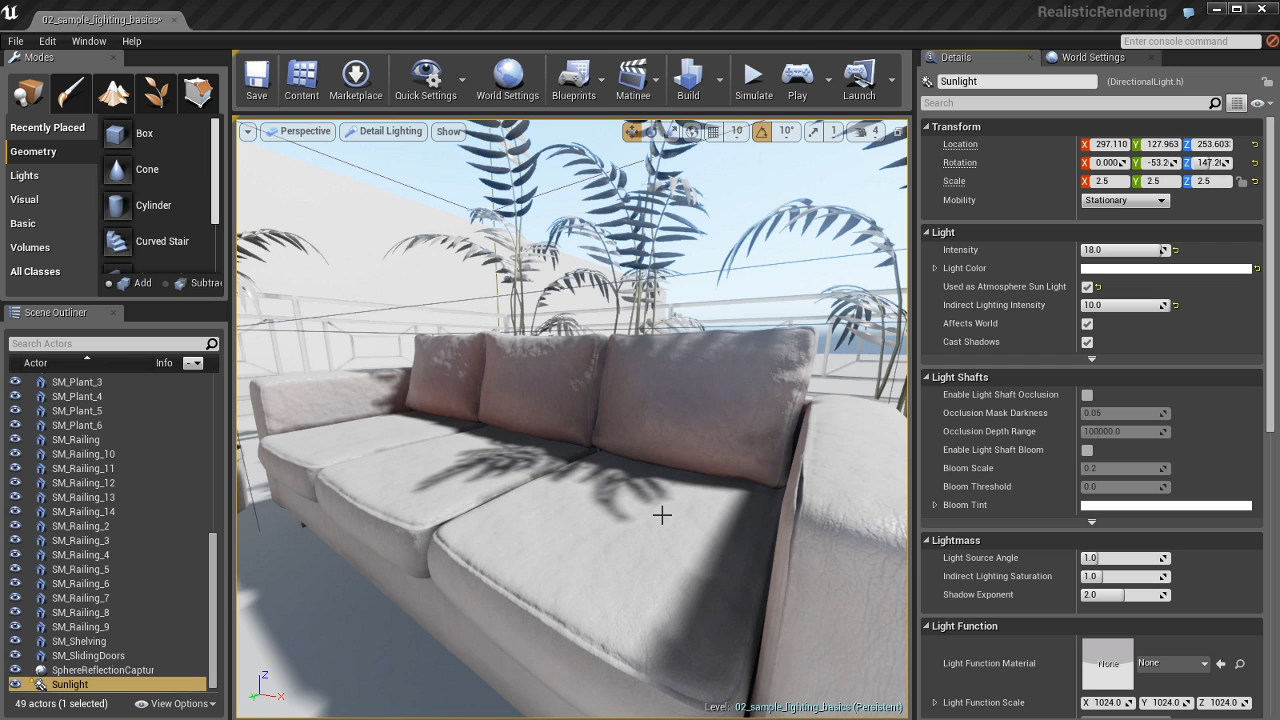 02_sample_lighting_basics*
RealisticRendering
File Edit Window Help
Enter console command
Modes
Recently Placed
Geometry
Lights
Visual
Basic
Volumes
All Classes
Box
Cone
Cylinder
Curved Stair
Add Subtra
Save Content Marketplace Quick Settings World Settings Blueprints Matinee Build Simulate Play Launch
Perspective Detail Lighting Show 10 10° 1 4
Scene Outliner
Search Actors
Actor Info
SM_Plant_3
SM_Plant_4
SM_Plant_5
SM_Plant_6
SM_Railing
SM_Railing_10
SM_Railing_11
SM_Railing_12
SM_Railing_13
SM_Railing_14
SM_Railing_2
SM_Railing_3
SM_Railing_4
SM_Railing_5
SM_Railing_6
SM_Railing_7
SM_Railing_8
SM_Railing_9
SM_Shelving
SM_SlidingDoors
SphereReflectionCaptur
Sunlight
49 actors (1 selected) View Options
Z
X
Level: 02_sample_lighting_basics (Persistent)
Details World Settings
Sunlight (DirectionalLight.h)
Search
Transform
Location X 297.110 Y 127.963 Z 253.603
Rotation X 0.000 Y -53.2 Z
Scale X 2.5 Y 2.5 Z 2.5
Mobility Stationary
Light
Intensity 18.0
Light Color
Used as Atmosphere Sun Light
Indirect Lighting Intensity 10.0
Affects World
Cast Shadows
Light Shafts
Enable Light Shaft Occlusion
Occlusion Mask Darkness 0.05
Occlusion Depth Range 100000.0
Enable Light Shaft Bloom
Bloom Scale 0.2
Bloom Threshold 0.0
Bloom Tint
Lightmass
Light Source Angle 1.0
Indirect Lighting Saturation 1.0
Shadow Exponent 2.0
Light Function
Light Function Material None None
Light Function Scale X 1024.0 Y 1024.0 Z 1024.0